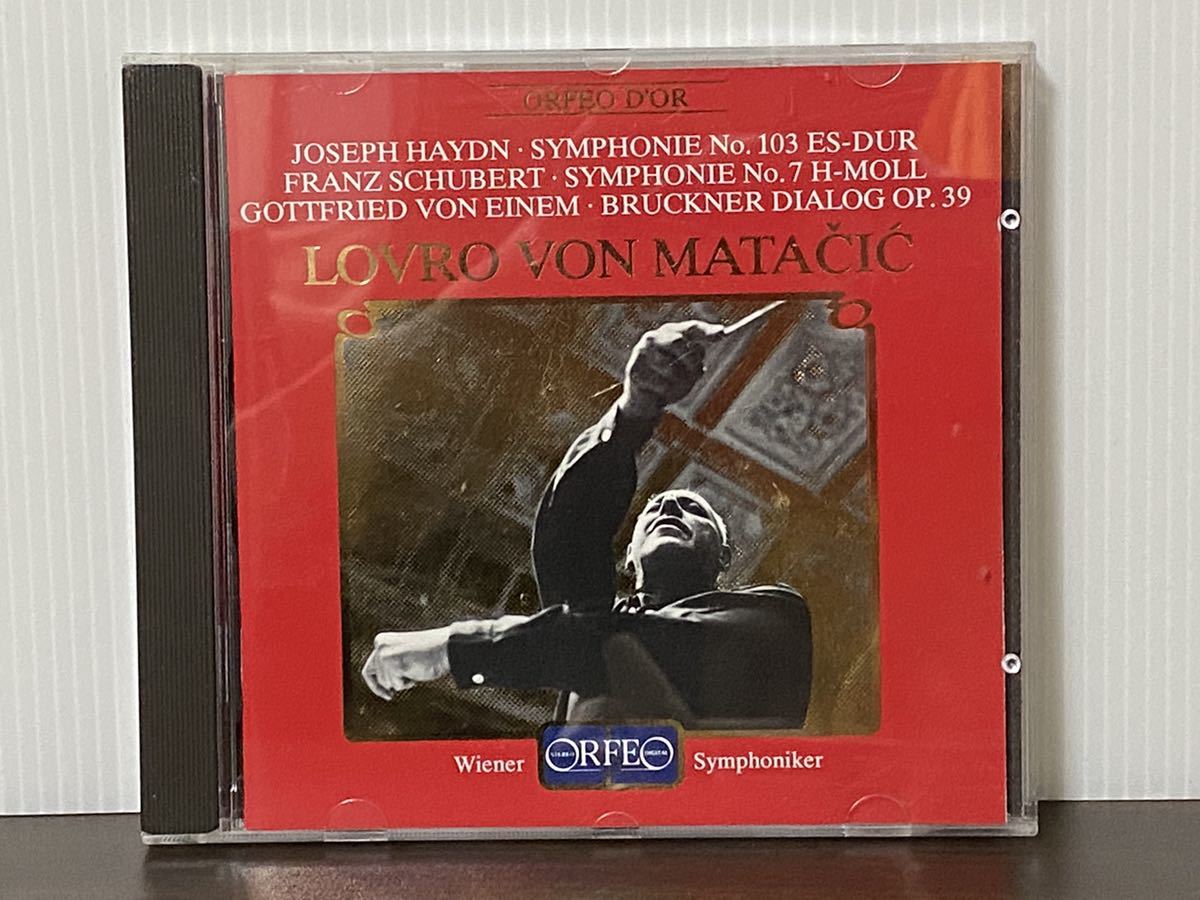 ORFEO D'OR
JOSEPH HAYDN · SYMPHONIE No. 103 ES-DUR
FRANZ SCHUBERT · SYMPHONIE No. 7 H-MOLL
GOTTFRIED VON EINEM · BRUCKNER DIALOG OP. 39
LOVRO VON MATAČIĆ
Wiener ORFEO Symphoniker